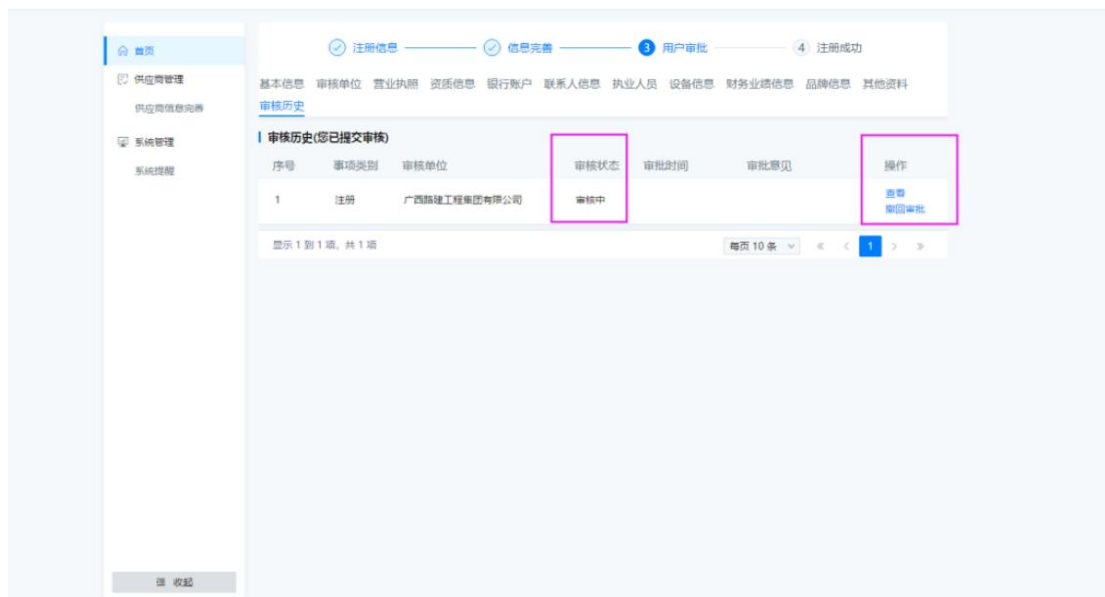 首页
供应商管理
供应商信息完善
系统管理
系统提醒
收起
注册信息 信息完善 3 用户审批 4 注册成功
基本信息 审核单位 营业执照 资质信息 银行账户 联系人信息 执业人员 设备信息 财务业绩信息 品牌信息 其他资料
审核历史
审核历史(您已提交审核)
序号 事项类别 审核单位 审核状态 审批时间 审批意见 操作
1 注册 广西路建工程集团有限公司 审核中 查看
撤回审批
显示 1 到 1 项，共 1 项 每页 10 条 « < 1 > »